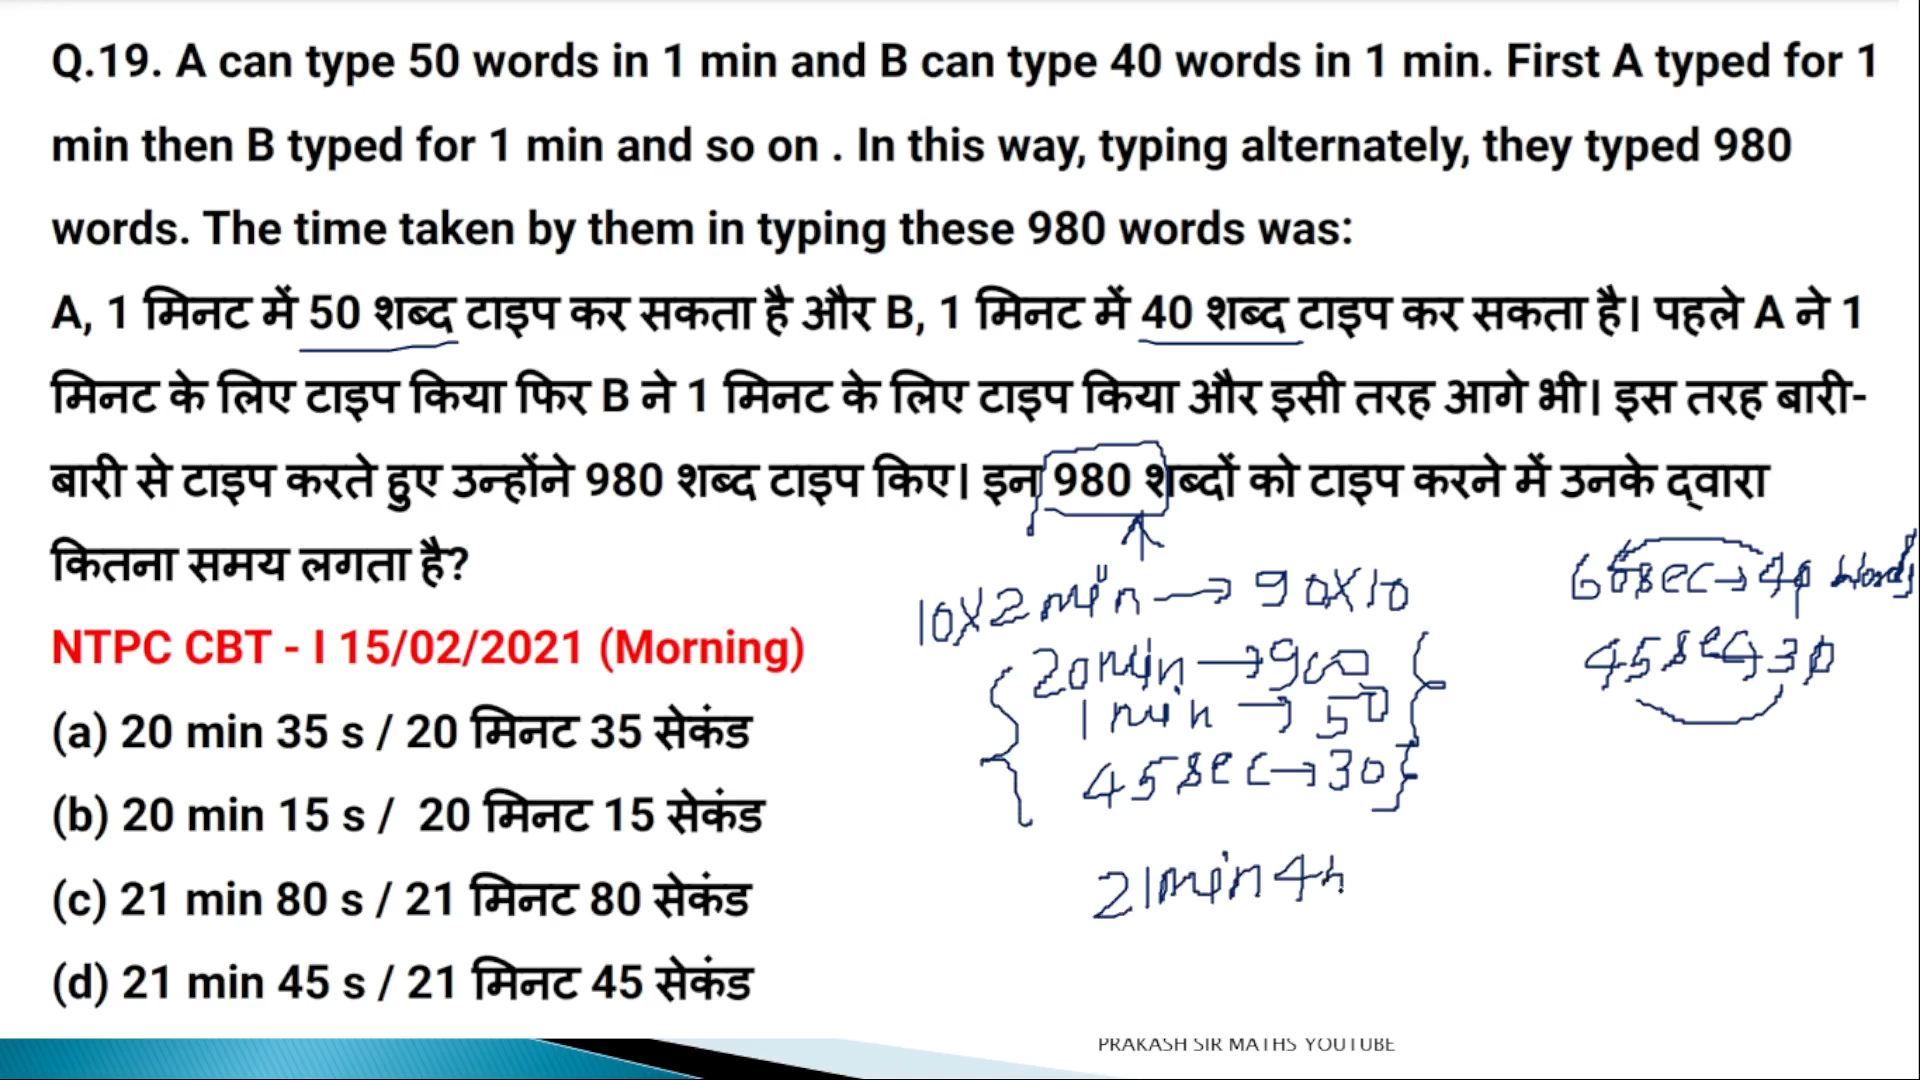 Q.19. A can type 50 words in 1 min and B can type 40 words in 1 min. First A typed for 1
min then B typed for 1 min and so on . In this way, typing alternately, they typed 980
words. The time taken by them in typing these 980 words was:
A, 1 मिनट में 50 शब्द टाइप कर सकता है और B, 1 मिनट में 40 शब्द टाइप कर सकता है। पहले A ने 1
मिनट के लिए टाइप किया फिर B ने 1 मिनट के लिए टाइप किया और इसी तरह आगे भी। इस तरह बारी-
बारी से टाइप करते हुए उन्होंने 980 शब्द टाइप किए। इन 980 शब्दों को टाइप करने में उनके द्वारा
कितना समय लगता है?
NTPC CBT - I 15/02/2021 (Morning)
(a) 20 min 35 s / 20 मिनट 35 सेकंड
(b) 20 min 15 s / 20 मिनट 15 सेकंड
(c) 21 min 80 s / 21 मिनट 80 सेकंड
(d) 21 min 45 s / 21 मिनट 45 सेकंड
10X2 min → 90X10
20 min → 900
1 min → 50
45 sec → 30
21 min 4
60 sec → 40 words
45 sec → 30
PRAKASH SIR MATHS YOUTUBE